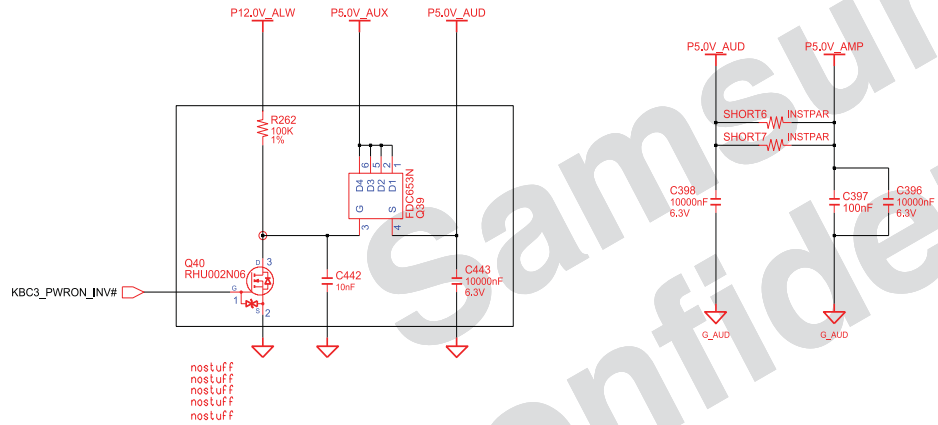 P12.0V_ALW
P5.0V_AUX
P5.0V_AUD
R262
100K
1%
6 5 2 1
D4 D3 D2 D1
G S
3 4
FDC653N
Q39
Q40
RHU002N06
D 3
G
1
S
2
KBC3_PWRON_INV#
C442
10nF
C443
10000nF
6.3V
nostuff
nostuff
nostuff
nostuff
nostuff
P5.0V_AUD
P5.0V_AMP
SHORT6 INSTPAR
SHORT7 INSTPAR
C398
10000nF
6.3V
C397
100nF
C396
10000nF
6.3V
G_AUD
G_AUD
Samsu
onfide